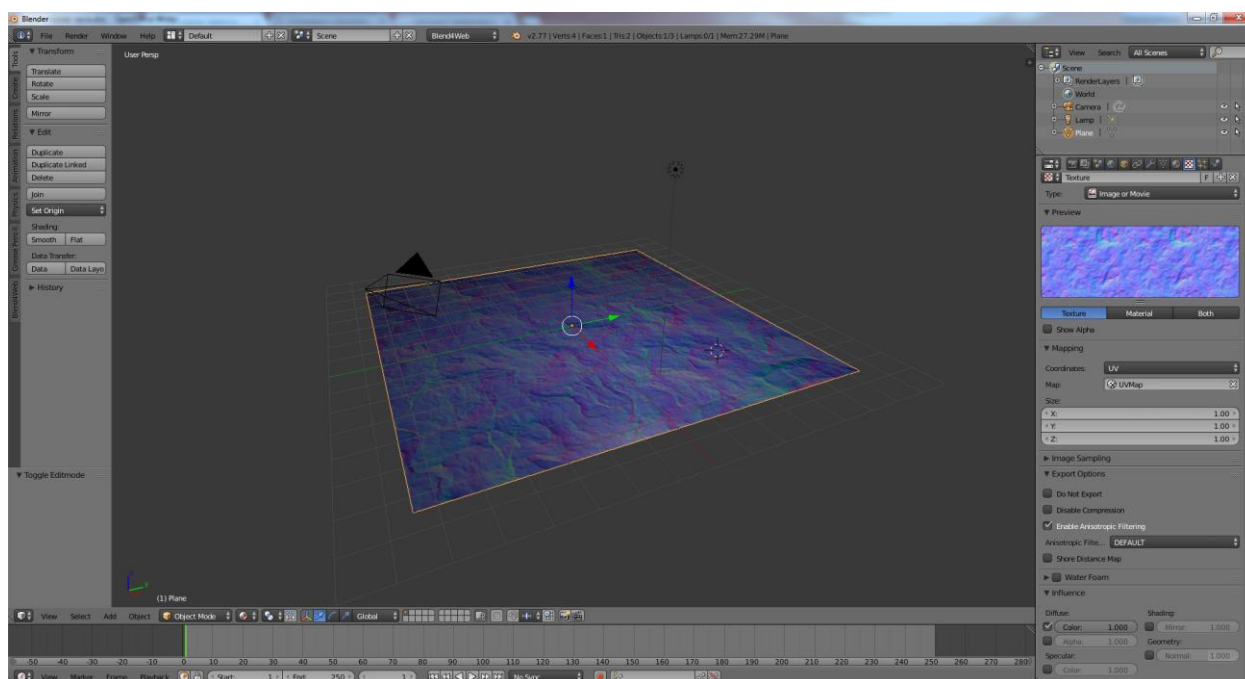 Blender
File Render Window Help Default Scene Blend4Web v2.77 | Verts:4 | Faces:1 | Tris:2 | Objects:1/3 | Lamps:0/1 | Mem:27.29M | Plane
Tools
Create
Relations
Animation
Physics
Grease Pencil
Blend4Web
Transform
Translate
Rotate
Scale
Mirror
Edit
Duplicate
Duplicate Linked
Delete
Join
Set Origin
Shading:
Smooth Flat
Data Transfer:
Data Data Layo
History
Toggle Editmode
User Persp
(1) Plane
View Select Add Object Object Mode Global
-50 -40 -30 -20 -10 0 10 20 30 40 50 60 70 80 90 100 110 120 130 140 150 160 170 180 190 200 210 220 230 240 250 260 270 280
View Marker Frame Playback Start: 1 End: 250 1 No Sync
View Search All Scenes
Scene
RenderLayers |
World
Camera |
Lamp |
Plane |
Texture F
Type: Image or Movie
Preview
Texture Material Both
Show Alpha
Mapping
Coordinates: UV
Map: UVMap
Size:
X: 1.00
Y: 1.00
Z: 1.00
Image Sampling
Export Options
Do Not Export
Disable Compression
Enable Anisotropic Filtering
Anisotropic Filte... DEFAULT
Shore Distance Map
Water Foam
Influence
Diffuse: Shading:
Color: 1.000 Mirror: 1.000
Alpha: 1.000 Geometry:
Specular: Normal: 1.000
Color: 1.000